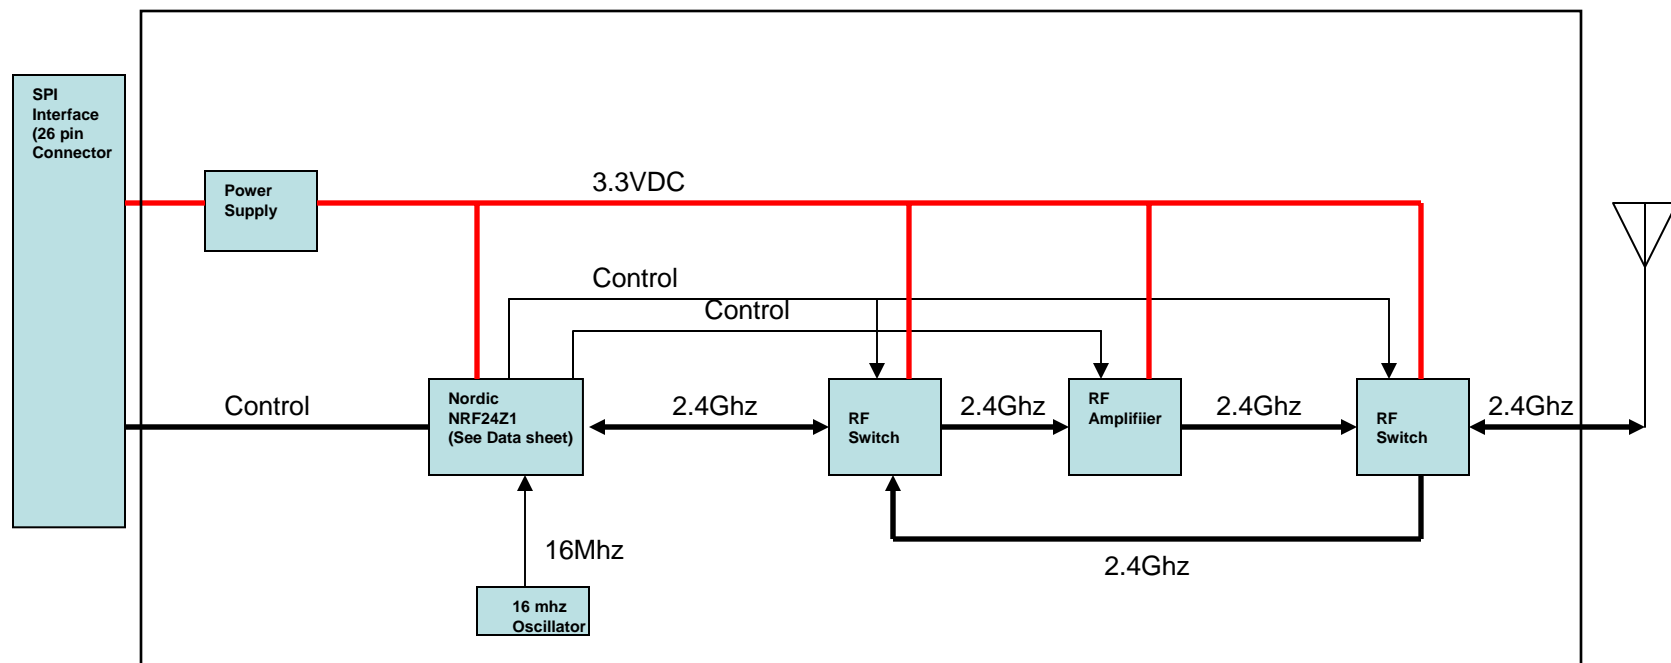 SPI
Interface
(26 pin
Connector
Power
Supply
3.3VDC
Control
Control
Control
Nordic
NRF24Z1
(See Data sheet)
2.4Ghz
RF
Switch
2.4Ghz
RF
Amplifiier
2.4Ghz
RF
Switch
2.4Ghz
16Mhz
2.4Ghz
16 mhz
Oscillator